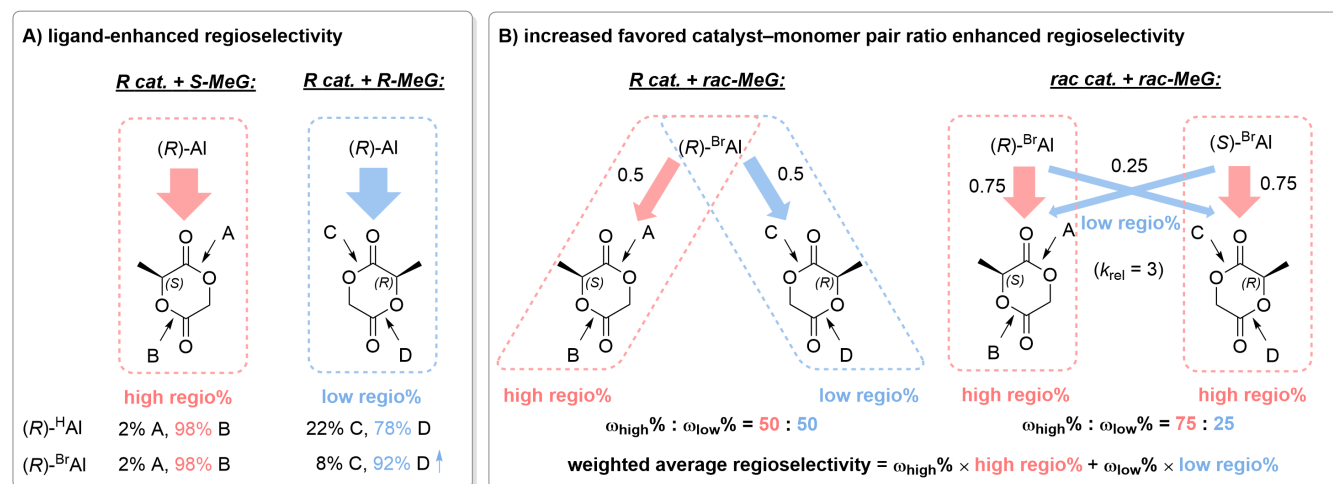 A) ligand-enhanced regioselectivity
R cat. + S-MeG:
R cat. + R-MeG:
(R)-Al
(R)-Al
A
C
O
O
O
O
(S)
(R)
O
O
O
O
B
D
high regio%
low regio%
(R)-ᴴAl
2% A, 98% B
22% C, 78% D
(R)-ᴮʳAl
2% A, 98% B
8% C, 92% D
B) increased favored catalyst–monomer pair ratio enhanced regioselectivity
R cat. + rac-MeG:
rac cat. + rac-MeG:
(R)-ᴮʳAl
0.5
0.5
A
C
O
O
O
O
(S)
(R)
O
O
O
O
B
D
high regio%
low regio%
ωhigh% : ωlow% = 50 : 50
(R)-ᴮʳAl
(S)-ᴮʳAl
0.25
0.75
0.75
low regio%
A
C
O
O
O
O
(krel = 3)
(S)
(R)
O
O
O
O
B
D
high regio%
high regio%
ωhigh% : ωlow% = 75 : 25
weighted average regioselectivity = ωhigh% × high regio% + ωlow% × low regio%